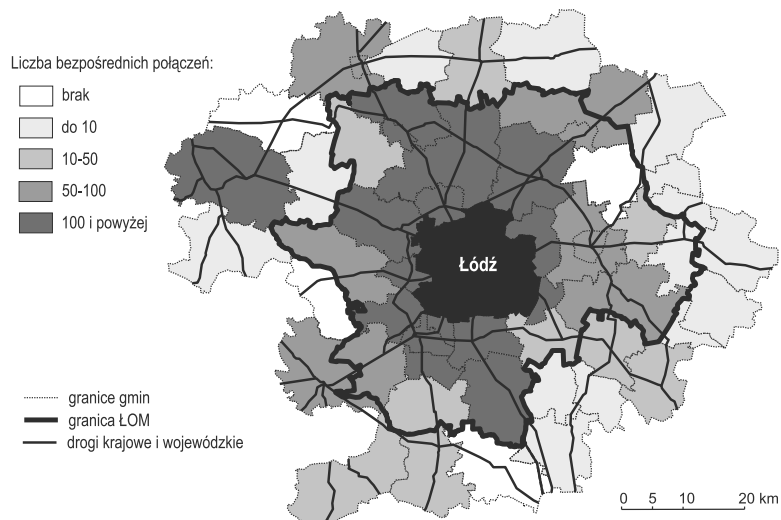 Liczba bezpośrednich połączeń:
brak
do 10
10-50
50-100
100 i powyżej
Łódź
granice gmin
granica ŁOM
drogi krajowe i wojewódzkie
0 5 10 20 km